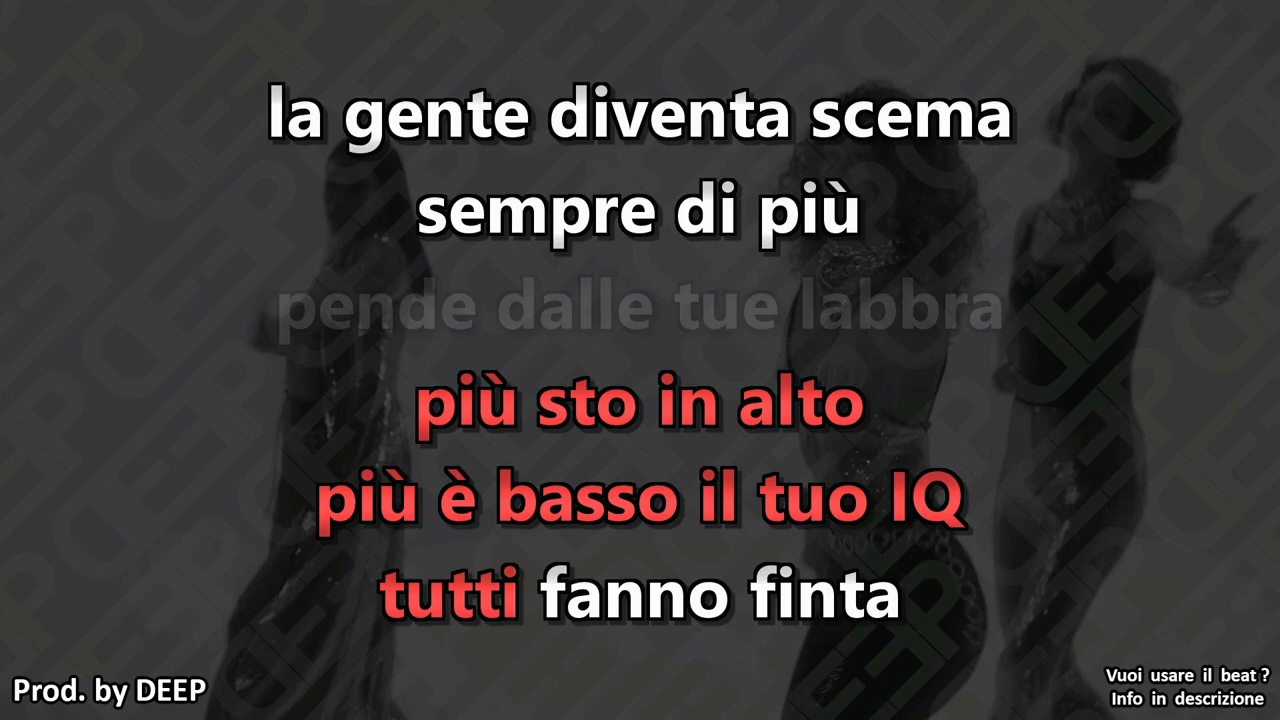 la gente diventa scema
sempre di più
pende dalle tue labbra
più sto in alto
più è basso il tuo IQ
tutti fanno finta
Prod. by DEEP
Vuoi usare il beat ?
Info in descrizione